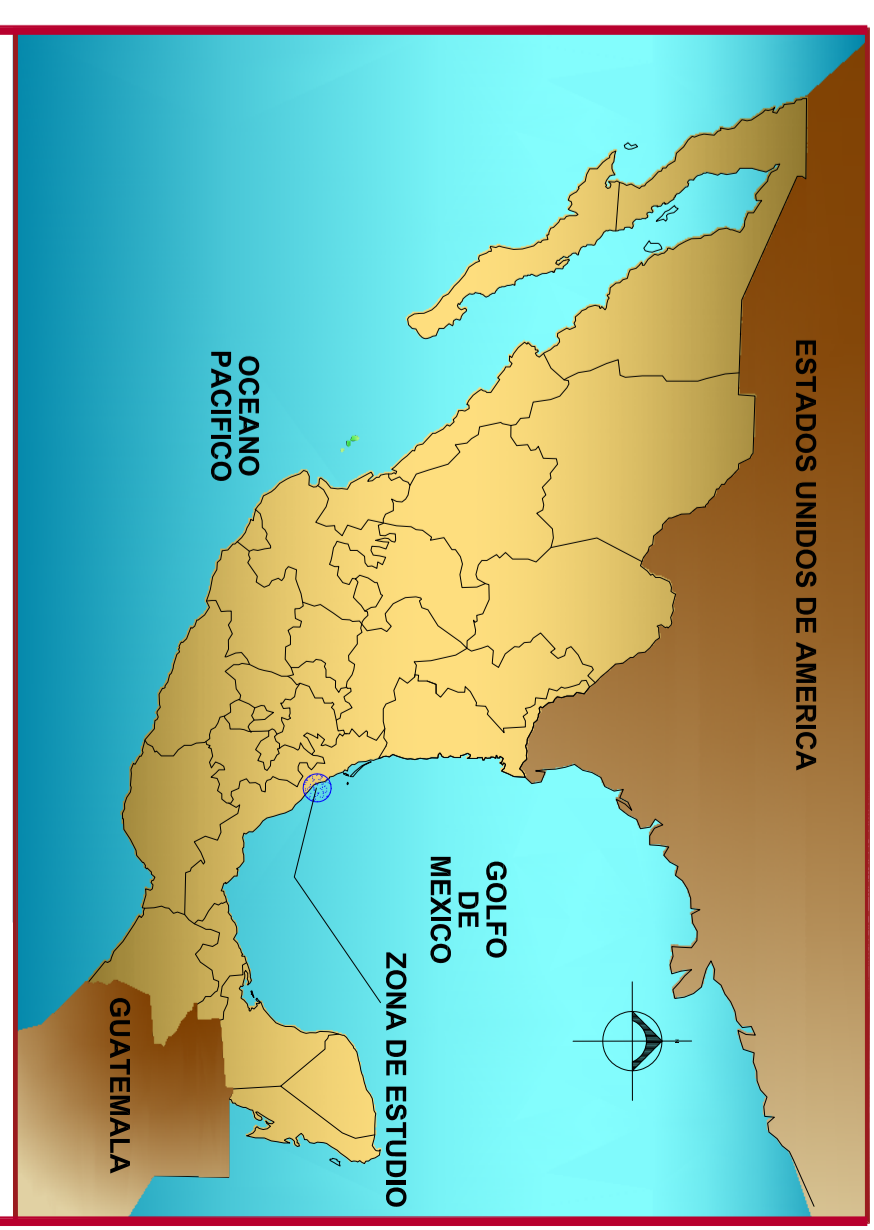 ESTADOS UNIDOS DE AMERICA
GOLFO
DE
MEXICO
ZONA DE ESTUDIO
OCEANO
PACIFICO
GUATEMALA